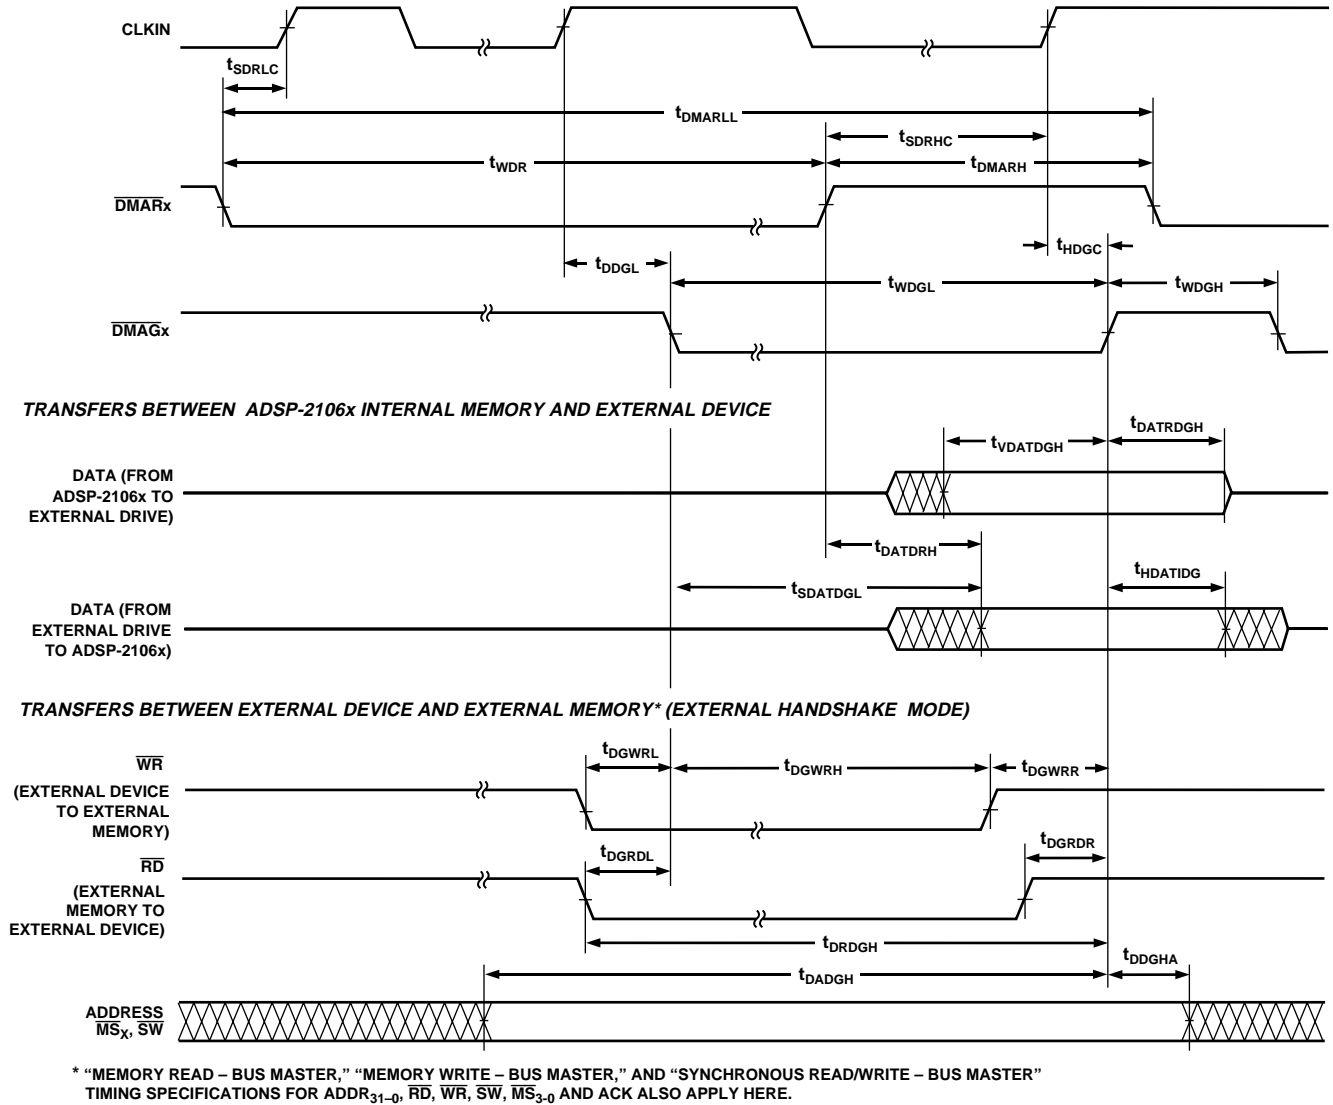 CLKIN
tSDRLC
tDMARLL
tSDRHC
tWDR
tDMARH
DMARx
tHDGC
tDDGL
tWDGL
tWDGH
DMAGx
TRANSFERS BETWEEN ADSP-2106x INTERNAL MEMORY AND EXTERNAL DEVICE
tDATRDGH
tVDATDGH
DATA (FROM
ADSP-2106x TO
EXTERNAL DRIVE)
tDATDRH
tHDATIDG
tSDATDGL
DATA (FROM
EXTERNAL DRIVE
TO ADSP-2106x)
TRANSFERS BETWEEN EXTERNAL DEVICE AND EXTERNAL MEMORY* (EXTERNAL HANDSHAKE MODE)
WR
tDGWRL
tDGWRH
tDGWRR
(EXTERNAL DEVICE
TO EXTERNAL
MEMORY)
tDGRDR
tDGRDL
RD
(EXTERNAL
MEMORY TO
EXTERNAL DEVICE)
tDRDGH
tDDGHA
tDADGH
ADDRESS
MSX, SW
* “MEMORY READ – BUS MASTER,” “MEMORY WRITE – BUS MASTER,” AND “SYNCHRONOUS READ/WRITE – BUS MASTER”
TIMING SPECIFICATIONS FOR ADDR31–0, RD, WR, SW, MS3-0 AND ACK ALSO APPLY HERE.